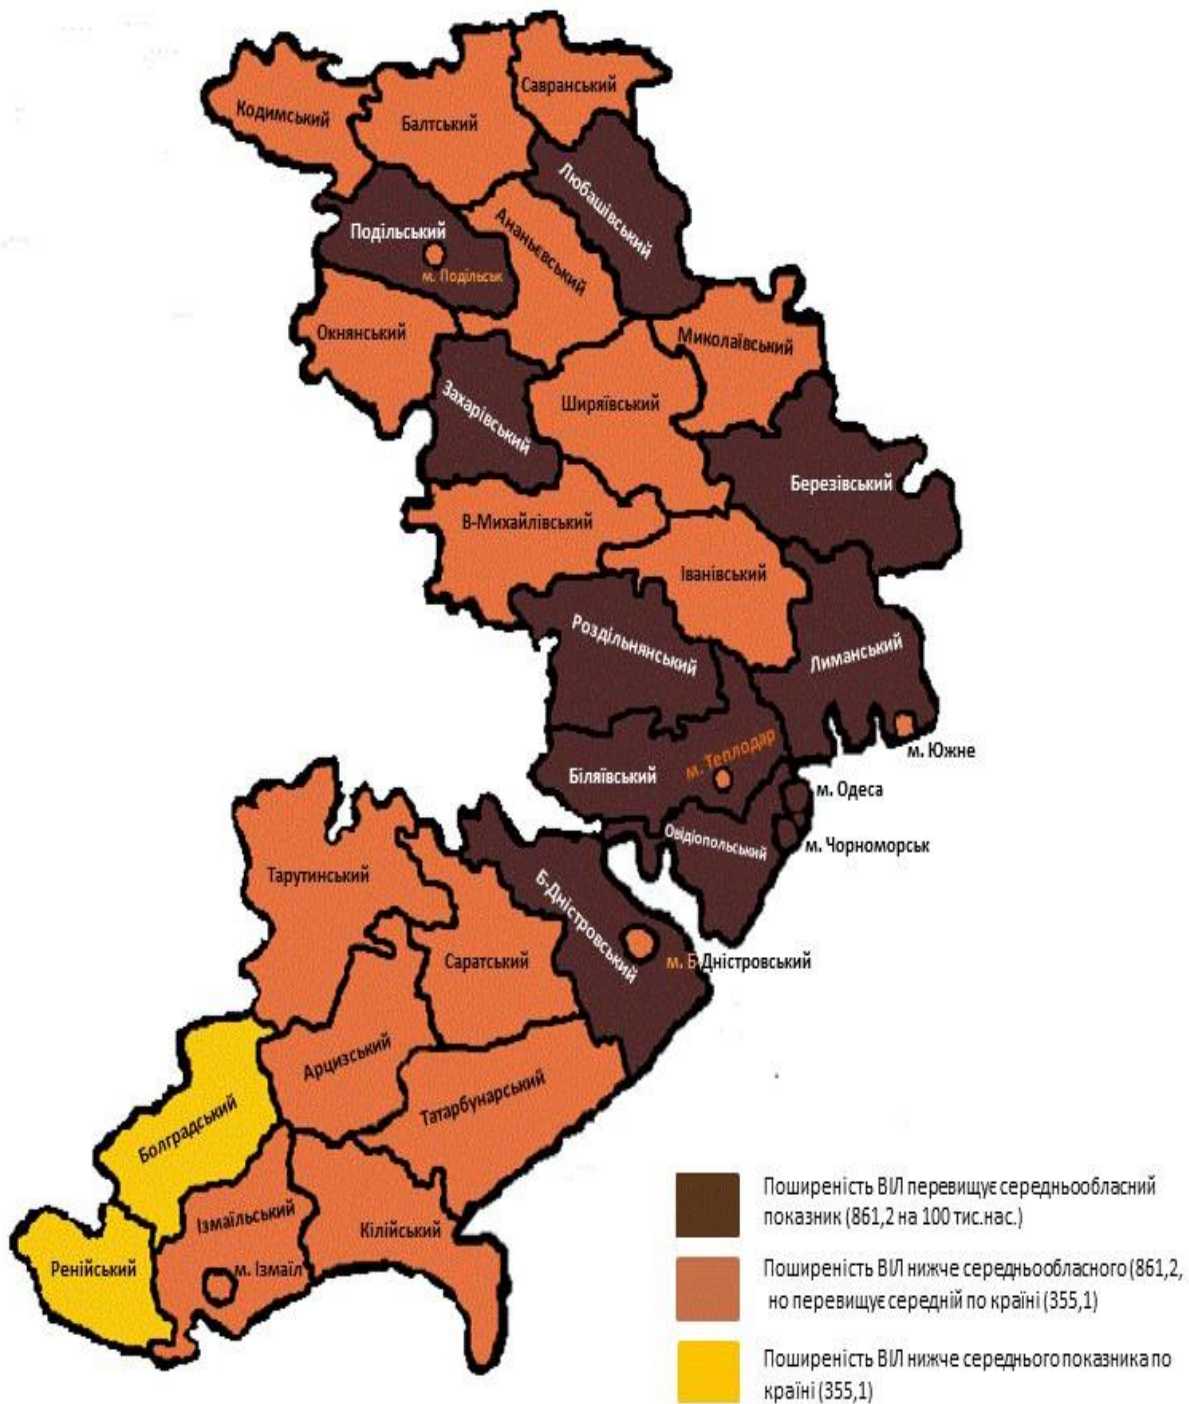 Савранський
Кодимський
Балтський
Любашівський
Подільський
Ананьєвський
м. Подільськ
Окнянський
Миколаївський
Захарівський
Ширяївський
Березівський
В-Михайлівський
Іванівський
Роздільнянський
Лиманський
м. Южне
м. Теплодар
Біляївський
м. Одеса
Овідіопольський
м. Чорноморськ
Тарутинський
Б-Дністровський
Саратський
м. Б-Дністровський
Арцизський
Татарбунарський
Болградський
Ізмаїльський
Кілійський
Ренійський
м. Ізмаїл
Поширеність ВІЛ перевищує середньообласний
показник (861,2 на 100 тис.нас.)
Поширеність ВІЛ нижче середньообласного (861,2,
но перевищує середній по країні (355,1)
Поширеність ВІЛ нижче середнього показника по
країні (355,1)